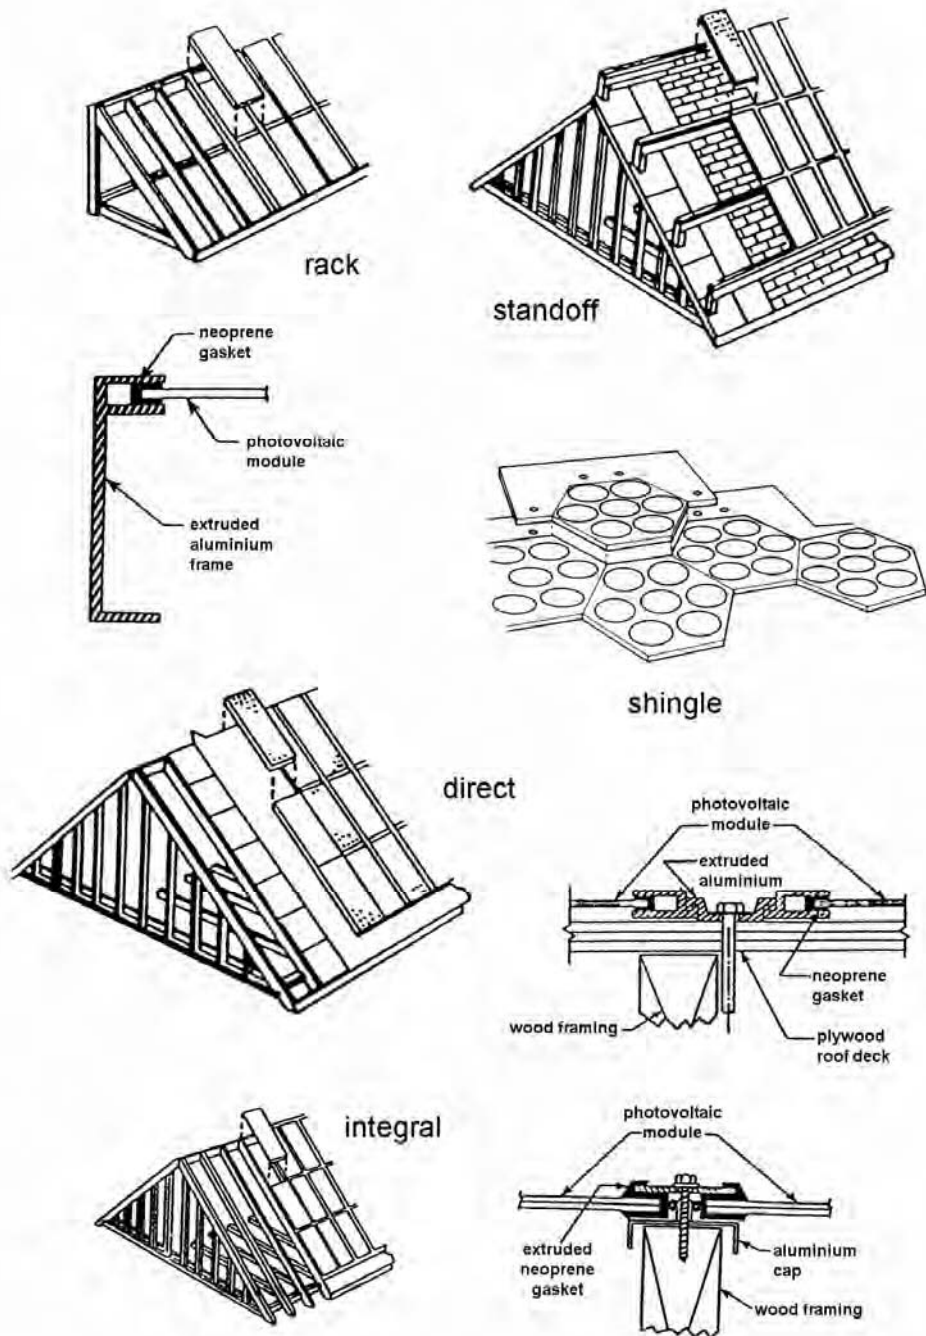 rack
standoff
neoprene
gasket
photovoltaic
module
extruded
aluminium
frame
shingle
direct
photovoltaic
module
extruded
aluminium
neoprene
gasket
wood framing
plywood
roof deck
integral
photovoltaic
module
extruded
neoprene
gasket
aluminium
cap
wood framing